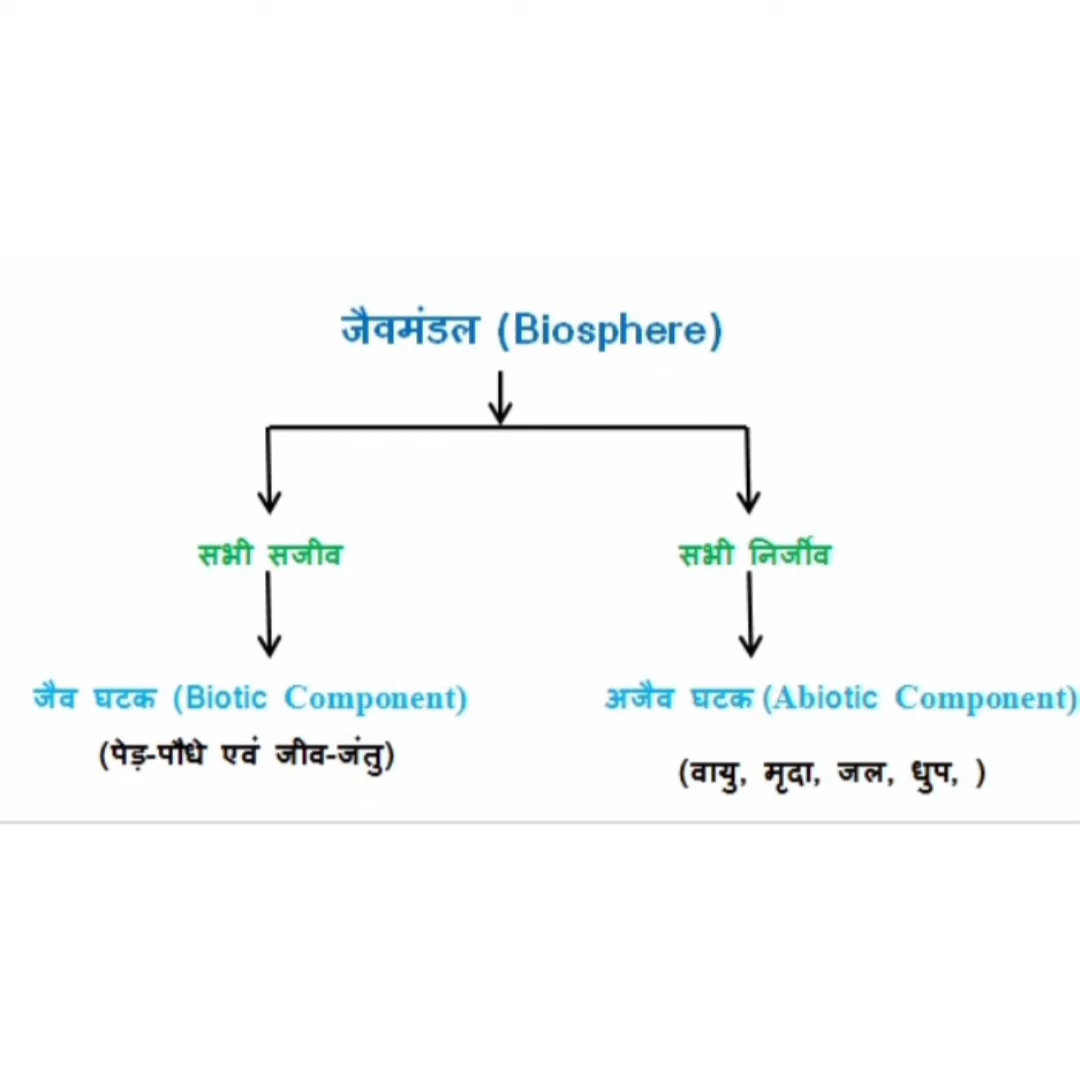 जैवमंडल (Biosphere)
सभी सजीव
सभी निर्जीव
जैव घटक (Biotic Component)
अजैव घटक (Abiotic Component)
(पेड़-पौधे एवं जीव-जंतु)
(वायु, मृदा, जल, धुप, )